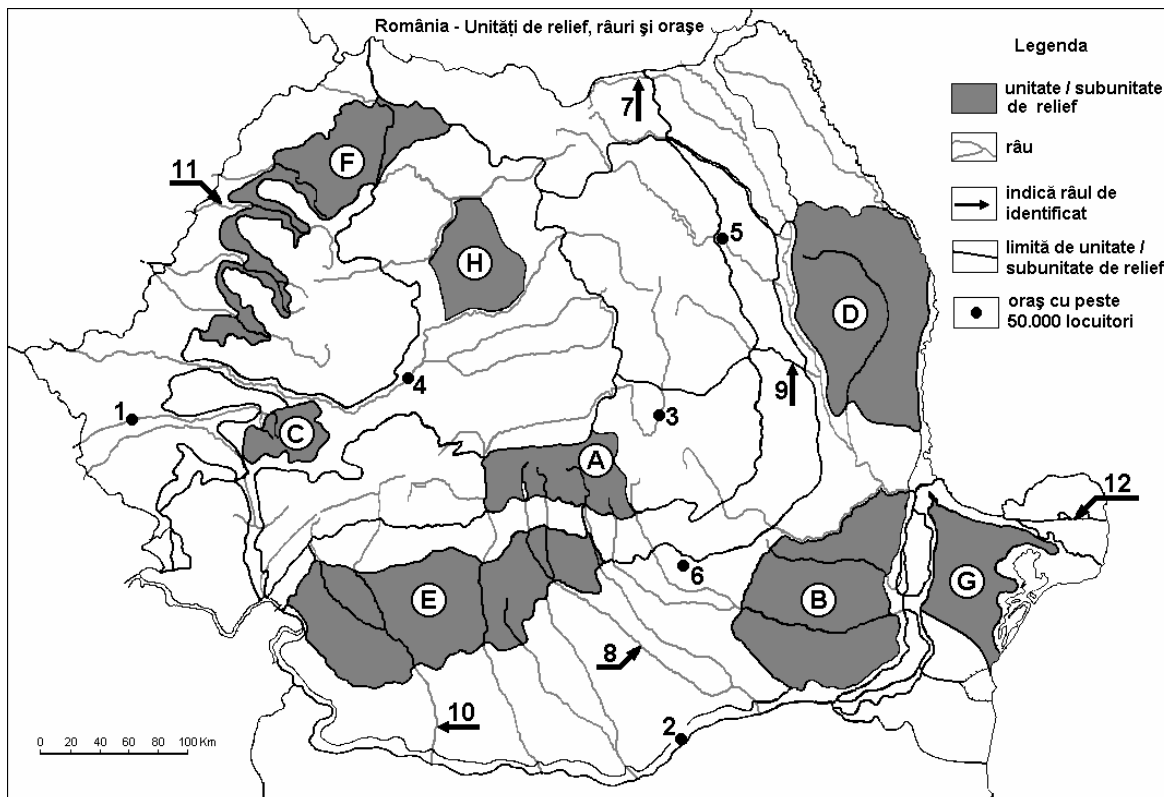 România - Unităţi de relief, râuri şi oraşe
Legenda
unitate / subunitate
de relief
râu
indică râul de
identificat
limită de unitate /
subunitate de relief
oraş cu peste
50.000 locuitori
7
F
11
5
H
D
4
9
1
3
C
A
12
6
E
B
G
8
10
2
0 20 40 60 80 100 Km